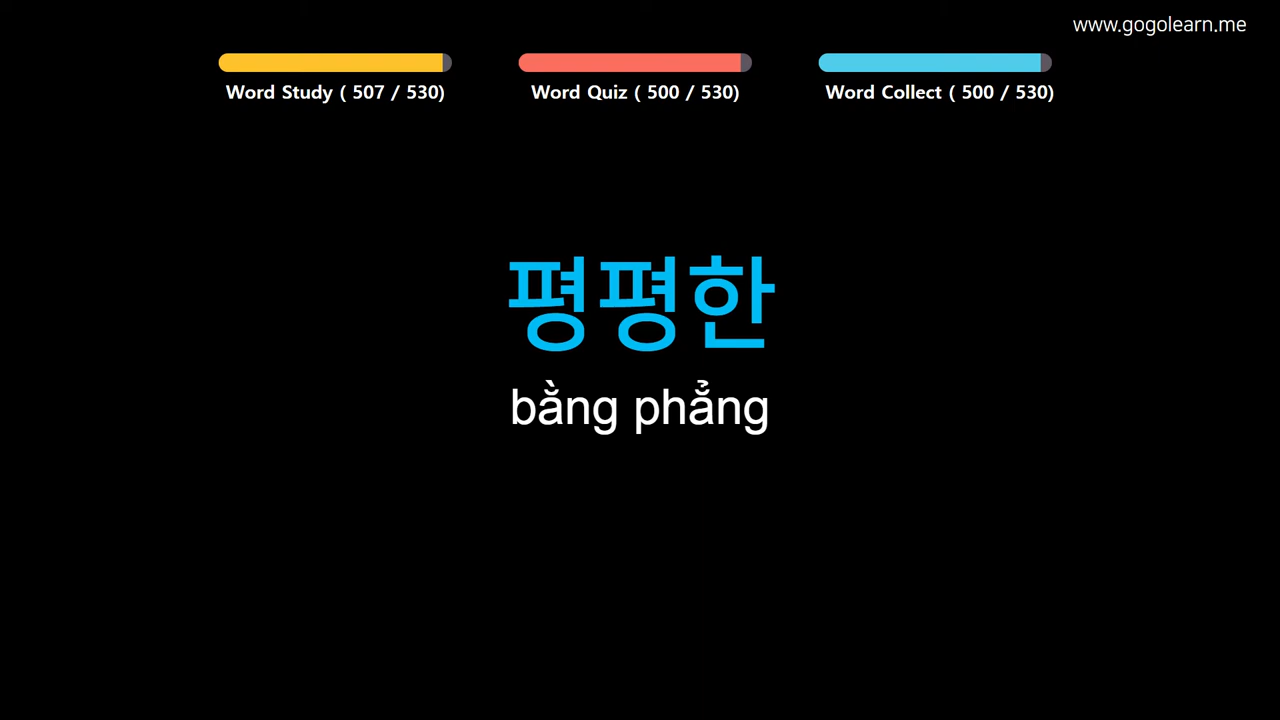 www.gogolearn.me
Word Study ( 507 / 530)
Word Quiz ( 500 / 530)
Word Collect ( 500 / 530)
평평한
bằng phẳng